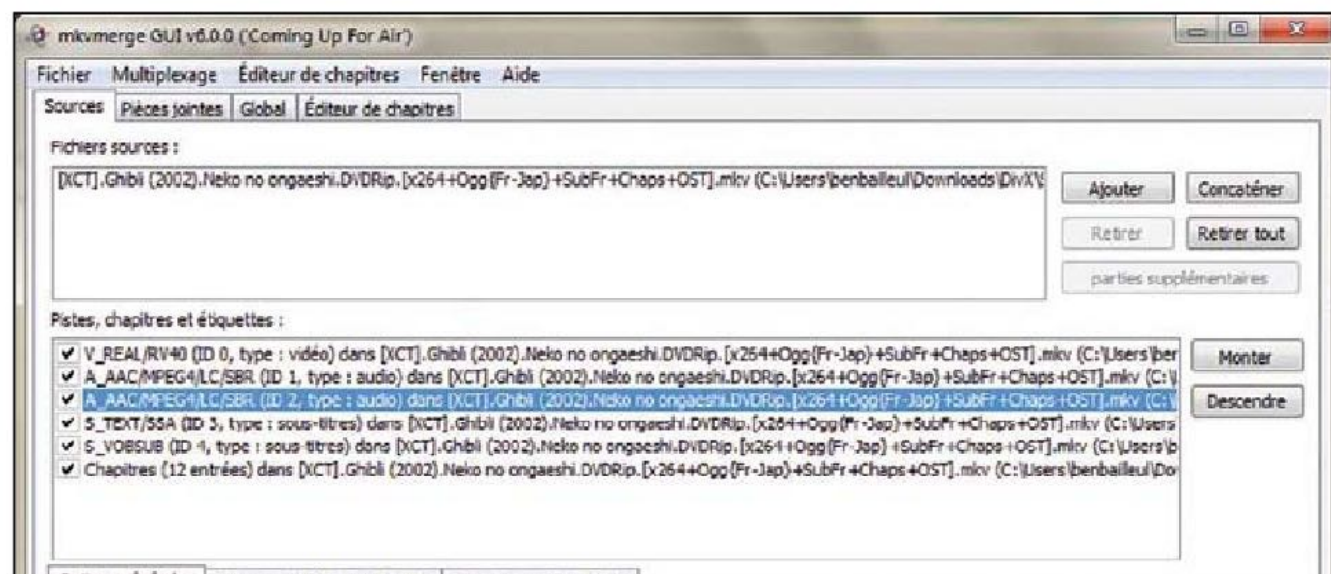 mkvmerge GUI v6.0.0 ('Coming Up For Air')
Fichier Multiplexage Éditeur de chapitres Fenêtre Aide
Sources Pièces jointes Global Éditeur de chapitres
Fichiers sources :
[XCT].Ghibli (2002).Neko no ongaeshi.DVDRip.[x264+Ogg{Fr-Jap}+SubFr+Chaps+OST].mkv (C:\Users\benbailleul\Downloads\DivX\
Ajouter Concaténer
Retirer Retirer tout
parties supplémentaires
Pistes, chapitres et étiquettes :
V_REAL/RV40 (ID 0, type : vidéo) dans [XCT].Ghibli (2002).Neko no ongaeshi.DVDRip.[x264+Ogg{Fr-Jap}+SubFr+Chaps+OST].mkv (C:\Users\ber
Monter
A_AAC/MPEG4/LC/SBR (ID 1, type : audio) dans [XCT].Ghibli (2002).Neko no ongaeshi.DVDRip.[x264+Ogg{Fr-Jap}+SubFr+Chaps+OST].mkv (C:\
A_AAC/MPEG4/LC/SBR (ID 2, type : audio) dans [XCT].Ghibli (2002).Neko no ongaeshi.DVDRip.[x264+Ogg{Fr-Jap}+SubFr+Chaps+OST].mkv (C:\
Descendre
S_TEXT/SSA (ID 3, type : sous-titres) dans [XCT].Ghibli (2002).Neko no ongaeshi.DVDRip.[x264+Ogg{Fr-Jap}+SubFr+Chaps+OST].mkv (C:\Users
S_VOBSUB (ID 4, type : sous-titres) dans [XCT].Ghibli (2002).Neko no ongaeshi.DVDRip.[x264+Ogg{Fr-Jap}+SubFr+Chaps+OST].mkv (C:\Users\b
Chapitres (12 entrées) dans [XCT].Ghibli (2002).Neko no ongaeshi.DVDRip.[x264+Ogg{Fr-Jap}+SubFr+Chaps+OST].mkv (C:\Users\benbailleul\Do